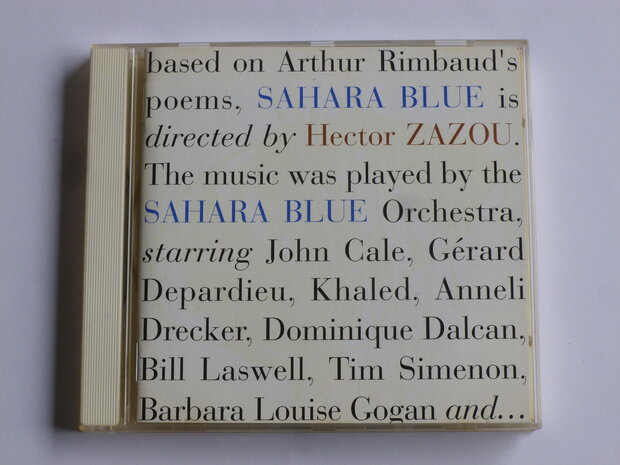 based on Arthur Rimbaud's
poems, SAHARA BLUE is
directed by Hector ZAZOU.
The music was played by the
SAHARA BLUE Orchestra,
starring John Cale, Gérard
Depardieu, Khaled, Anneli
Drecker, Dominique Dalcan,
Bill Laswell, Tim Simenon,
Barbara Louise Gogan and...